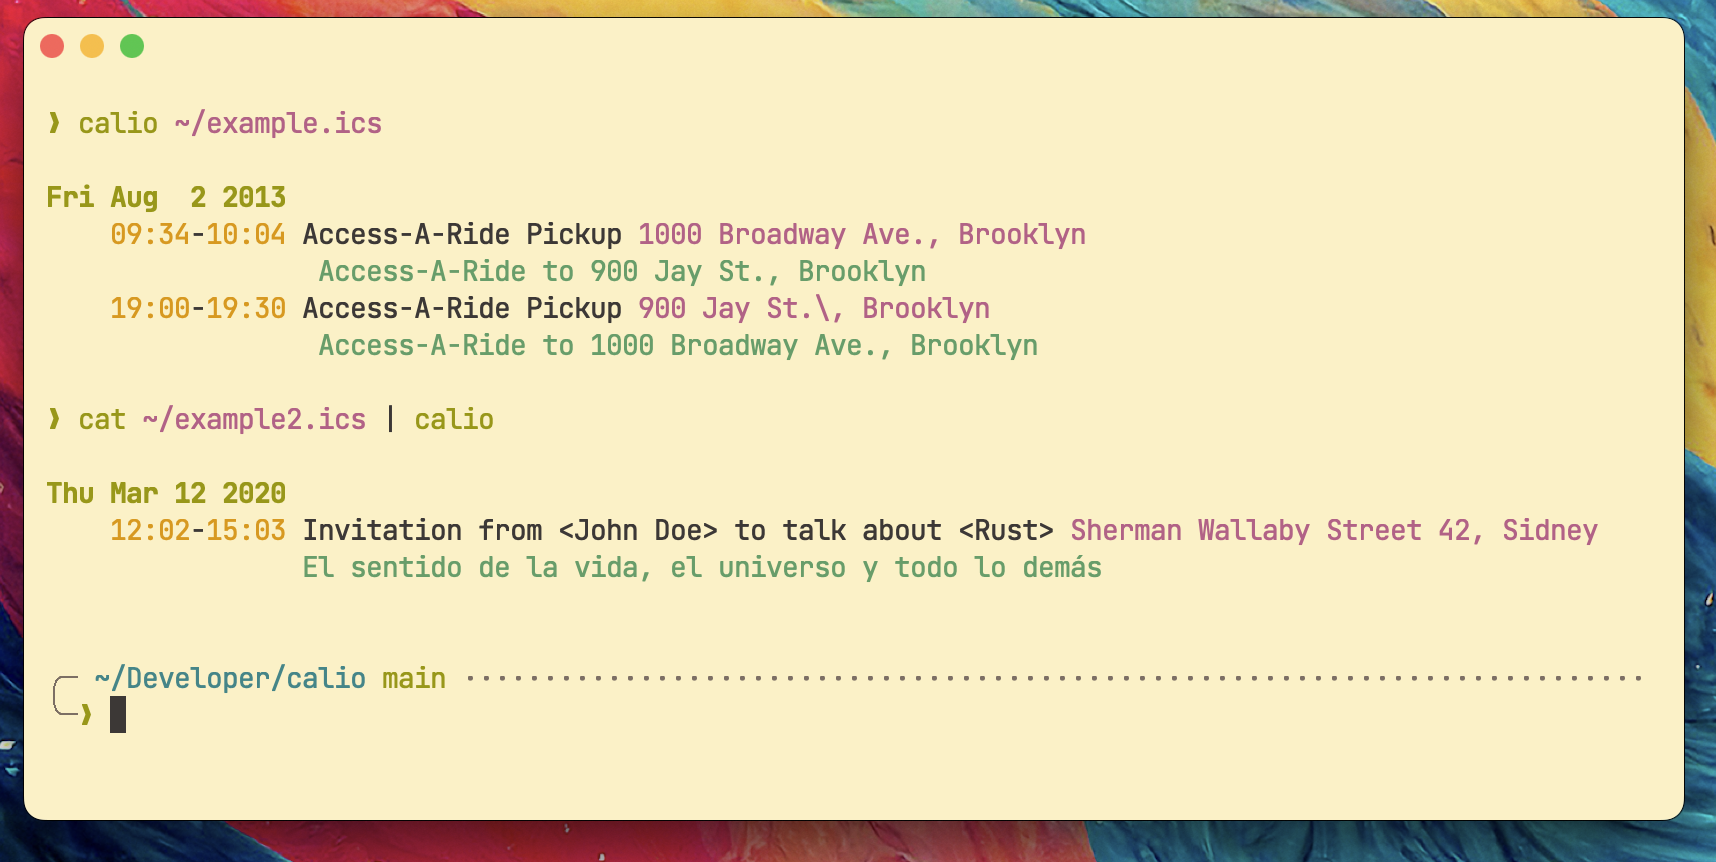 ❱ calio ~/example.ics
Fri Aug  2 2013
09:34-10:04 Access-A-Ride Pickup 1000 Broadway Ave., Brooklyn
Access-A-Ride to 900 Jay St., Brooklyn
19:00-19:30 Access-A-Ride Pickup 900 Jay St.\, Brooklyn
Access-A-Ride to 1000 Broadway Ave., Brooklyn
❱ cat ~/example2.ics | calio
Thu Mar 12 2020
12:02-15:03 Invitation from <John Doe> to talk about <Rust> Sherman Wallaby Street 42, Sidney
El sentido de la vida, el universo y todo lo demás
~/Developer/calio main ··········································································
❱